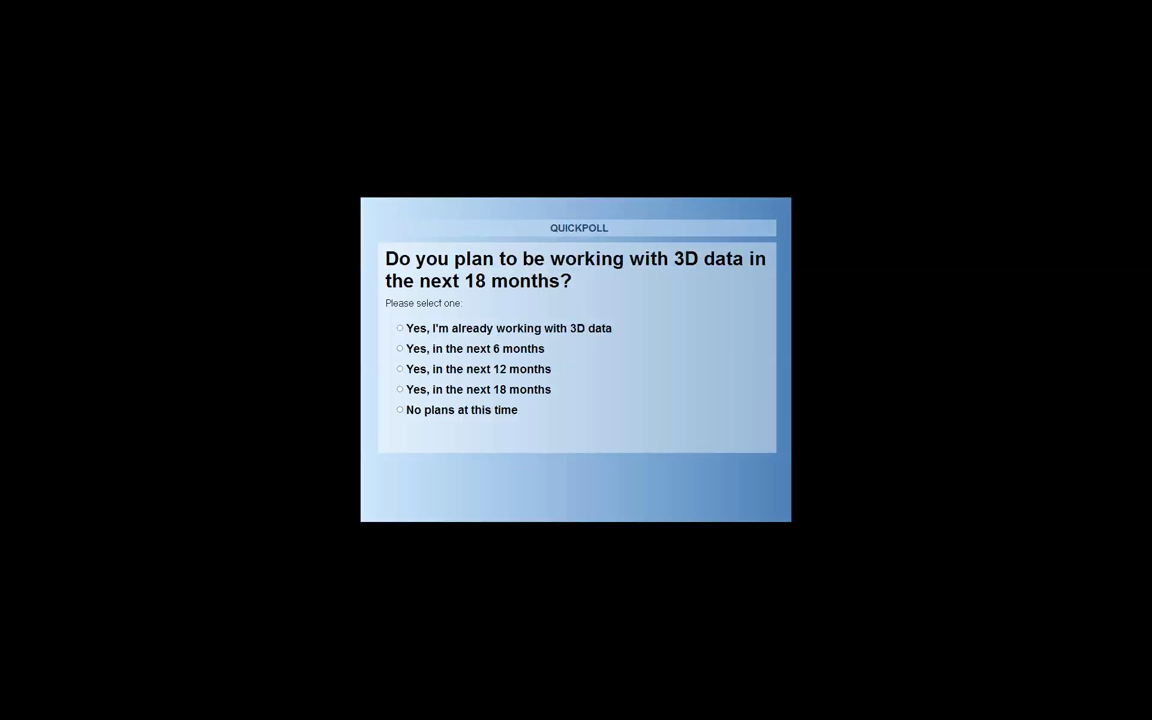 QUICKPOLL
Do you plan to be working with 3D data in
the next 18 months?
Please select one:
Yes, I'm already working with 3D data
Yes, in the next 6 months
Yes, in the next 12 months
Yes, in the next 18 months
No plans at this time